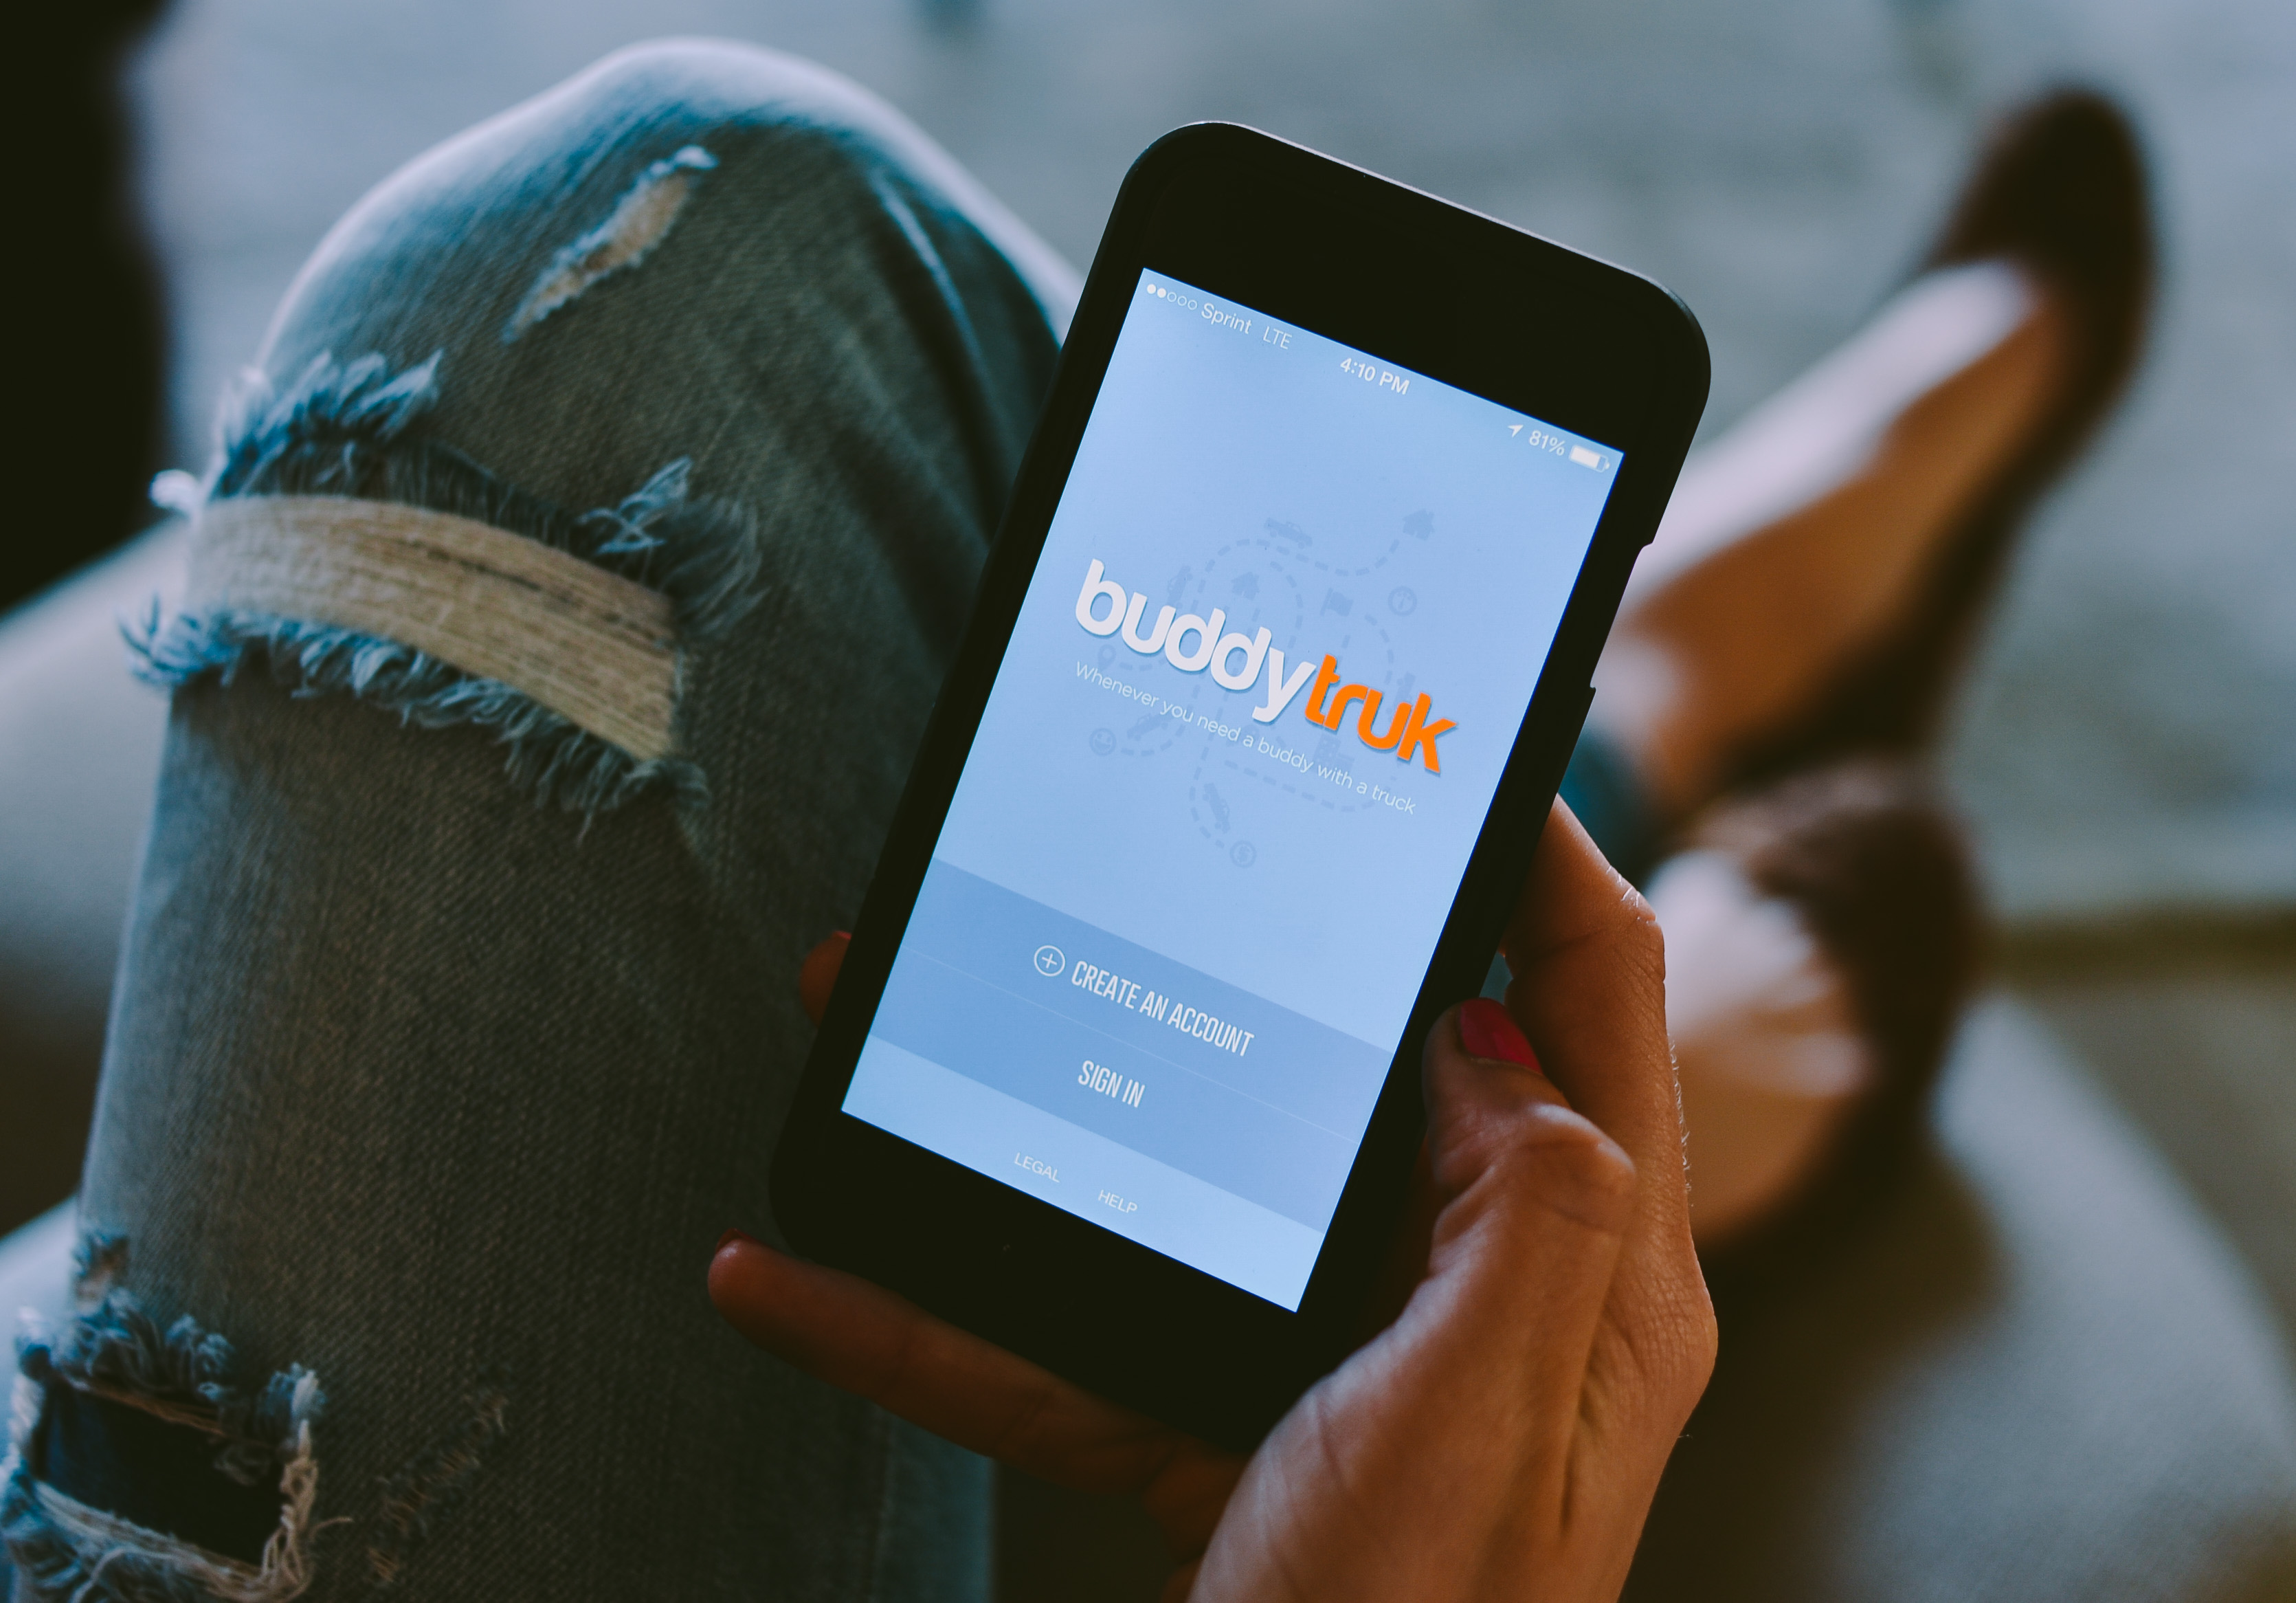 Sprint LTE 4:10 PM 81%
buddytruk
Whenever you need a buddy with a truck
CREATE AN ACCOUNT
SIGN IN
LEGAL HELP